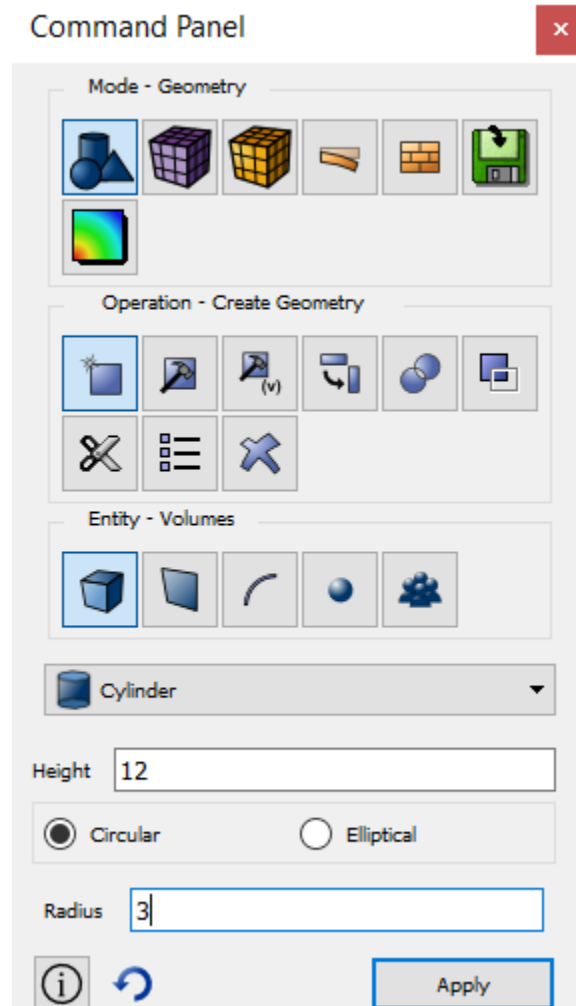 Command Panel
Mode - Geometry
Operation - Create Geometry
(v)
Entity - Volumes
Cylinder
Height 12
Circular Elliptical
Radius 3
Apply